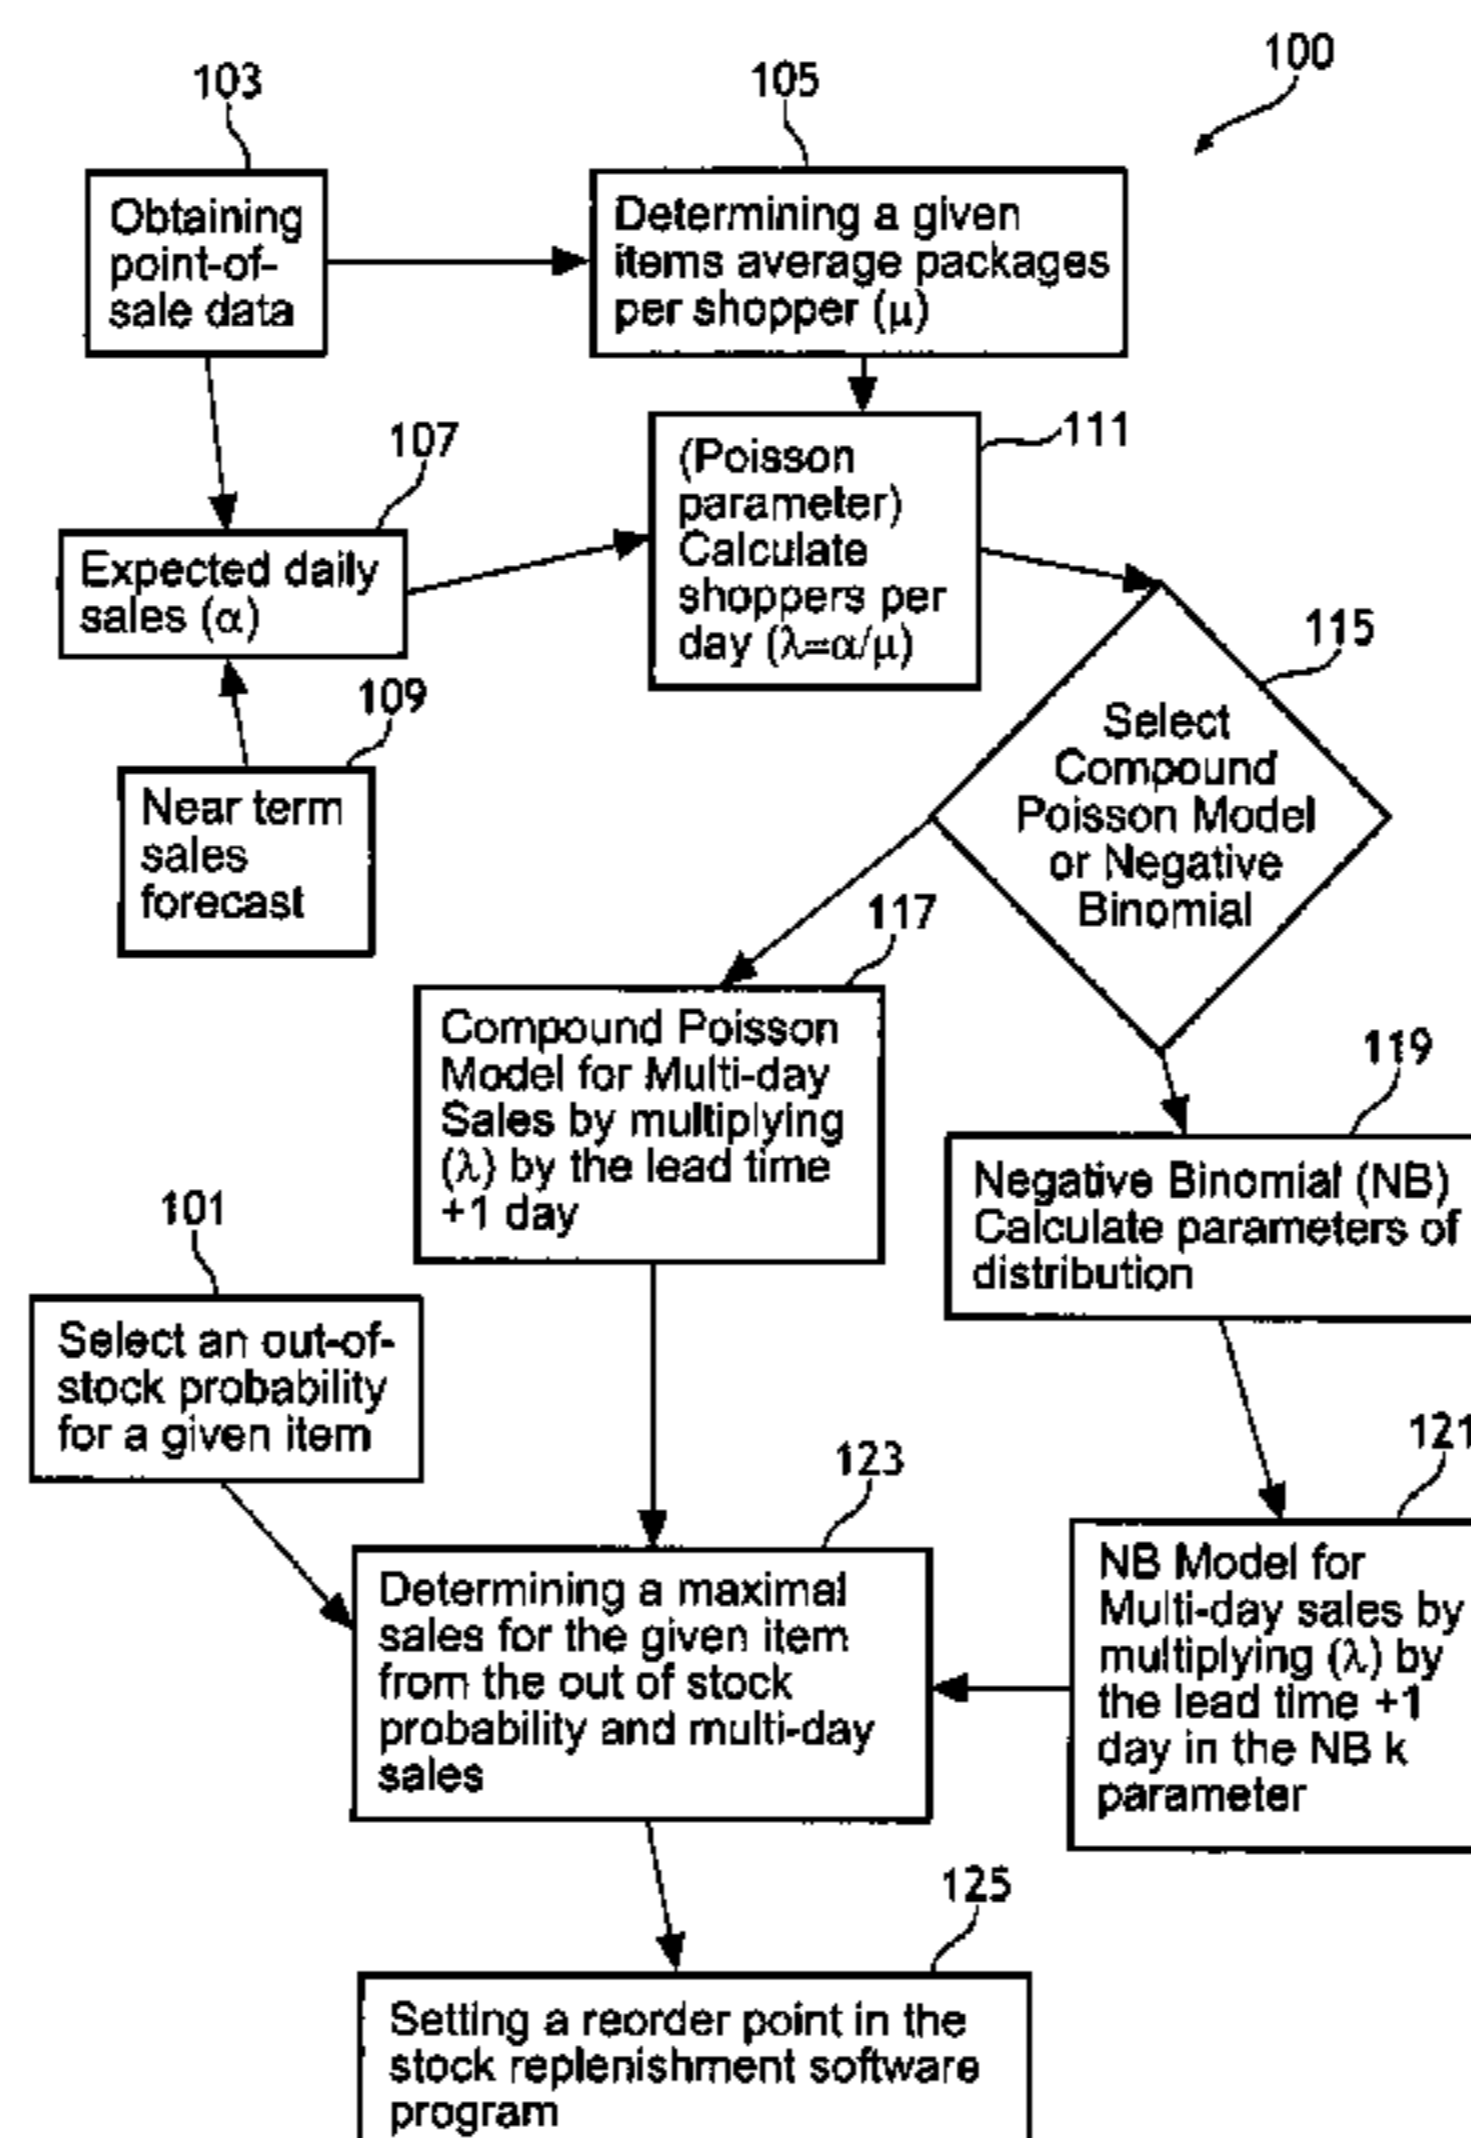 100
103
105
Obtaining
point-of-
sale data
Determining a given
items average packages
per shopper (μ)
107
111
Expected daily
sales (α)
(Poisson
parameter)
Calculate
shoppers per
day (λ=α/μ)
109
115
Near term
sales
forecast
Select
Compound
Poisson Model
or Negative
Binomial
117
Compound Poisson
Model for Multi-day
Sales by multiplying
(λ) by the lead time
+1 day
119
Negative Binomial (NB)
Calculate parameters of
distribution
101
Select an out-of-
stock probability
for a given item
121
123
NB Model for
Multi-day sales by
multiplying (λ) by
the lead time +1
day in the NB k
parameter
Determining a maximal
sales for the given item
from the out of stock
probability and multi-day
sales
125
Setting a reorder point in the
stock replenishment software
program